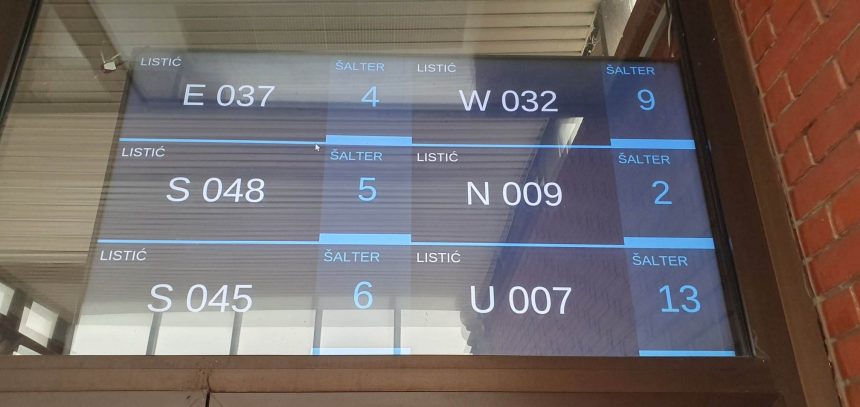 LISTIĆ ŠALTER LISTIĆ ŠALTER
E 037 4 W 032 9
LISTIĆ ŠALTER LISTIĆ ŠALTER
S 048 5 N 009 2
LISTIĆ ŠALTER LISTIĆ ŠALTER
S 045 6 U 007 13